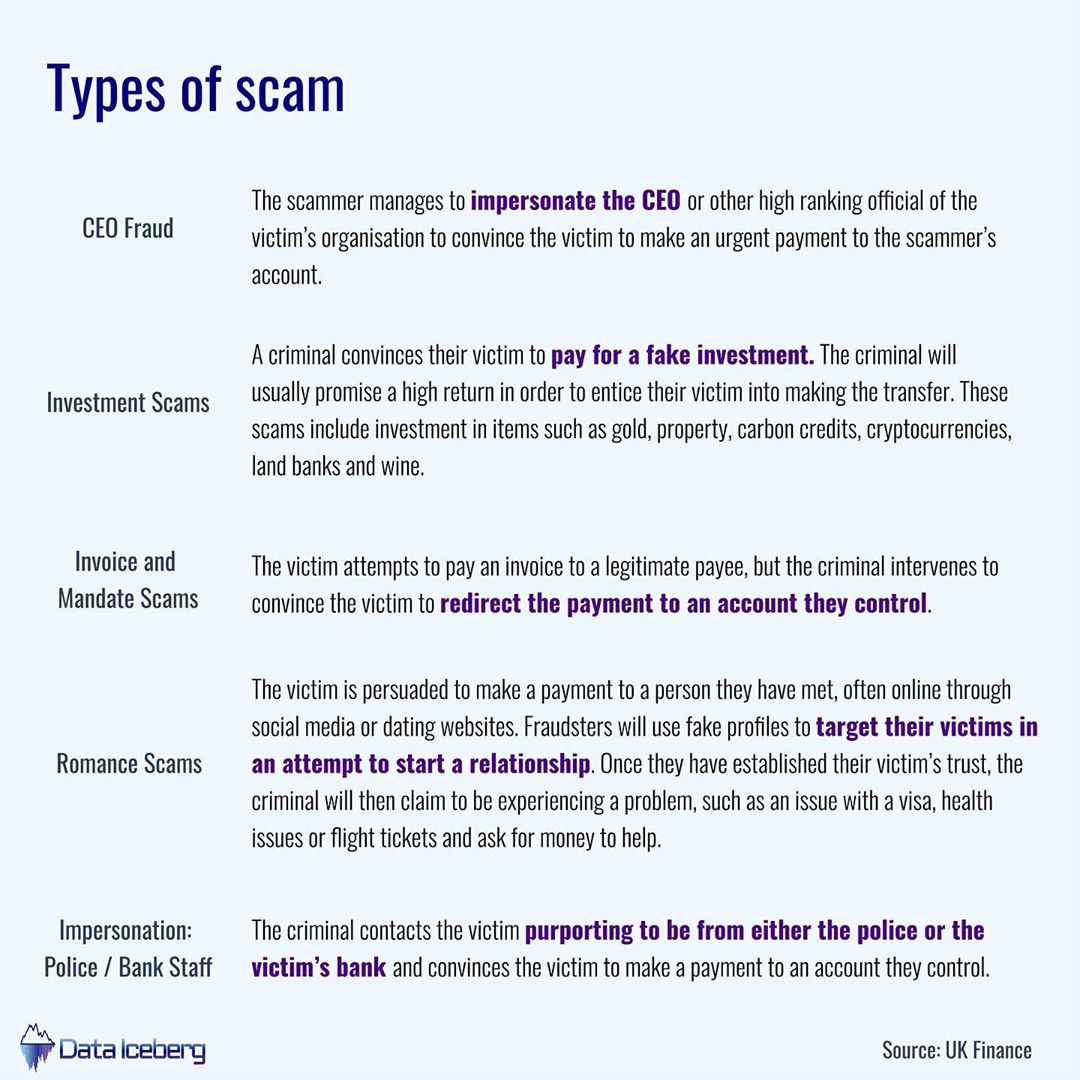 Types of scam
CEO Fraud
The scammer manages to impersonate the CEO or other high ranking official of the
victim’s organisation to convince the victim to make an urgent payment to the scammer’s
account.
Investment Scams
A criminal convinces their victim to pay for a fake investment. The criminal will
usually promise a high return in order to entice their victim into making the transfer. These
scams include investment in items such as gold, property, carbon credits, cryptocurrencies,
land banks and wine.
Invoice and
Mandate Scams
The victim attempts to pay an invoice to a legitimate payee, but the criminal intervenes to
convince the victim to redirect the payment to an account they control.
Romance Scams
The victim is persuaded to make a payment to a person they have met, often online through
social media or dating websites. Fraudsters will use fake profiles to target their victims in
an attempt to start a relationship. Once they have established their victim’s trust, the
criminal will then claim to be experiencing a problem, such as an issue with a visa, health
issues or flight tickets and ask for money to help.
Impersonation:
Police / Bank Staff
The criminal contacts the victim purporting to be from either the police or the
victim’s bank and convinces the victim to make a payment to an account they control.
Data Iceberg
Source: UK Finance